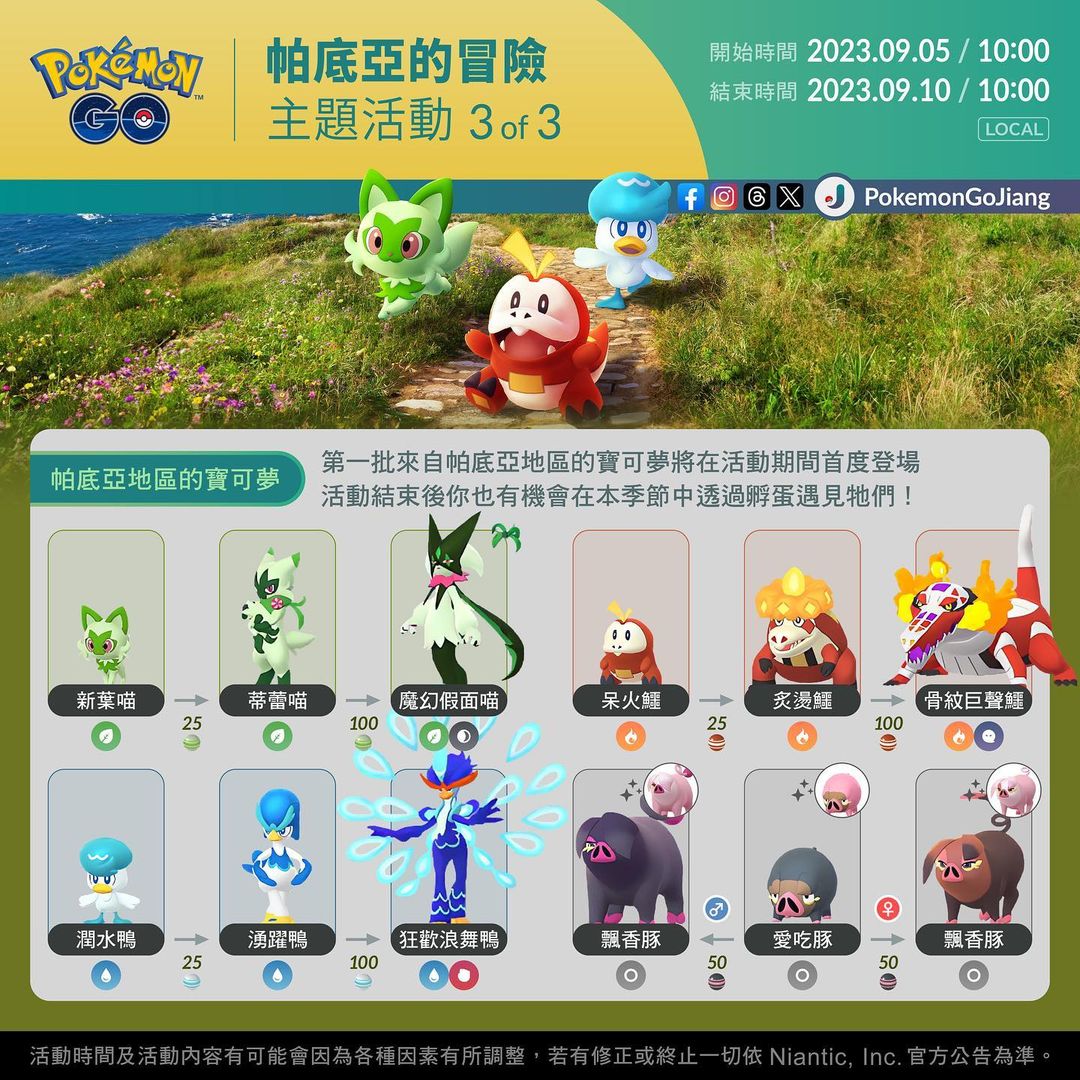 POKÉMON
GO
TM
帕底亞的冒險
主題活動 3 of 3
開始時間 2023.09.05 / 10:00
結束時間 2023.09.10 / 10:00
LOCAL
PokemonGoJiang
帕底亞地區的寶可夢
第一批來自帕底亞地區的寶可夢將在活動期間首度登場
活動結束後你也有機會在本季節中透過孵蛋遇見牠們！
新葉喵
25
蒂蕾喵
100
魔幻假面喵
呆火鱷
25
炙燙鱷
100
骨紋巨聲鱷
潤水鴨
25
湧躍鴨
100
狂歡浪舞鴨
飄香豚
50
愛吃豚
50
飄香豚
活動時間及活動內容有可能會因為各種因素有所調整，若有修正或終止一切依 Niantic, Inc. 官方公告為準。